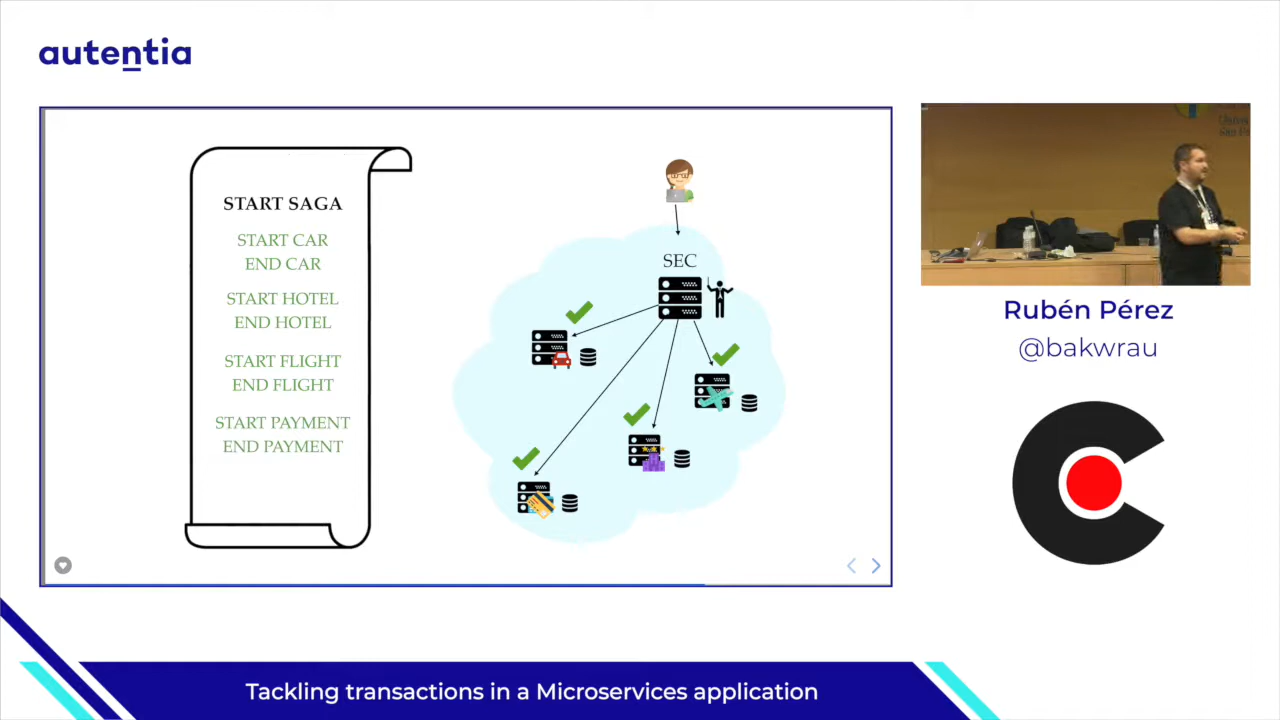 autentia
START SAGA
START CAR
END CAR
START HOTEL
END HOTEL
START FLIGHT
END FLIGHT
START PAYMENT
END PAYMENT
SEC
Rubén Pérez
@bakwrau
Tackling transactions in a Microservices application